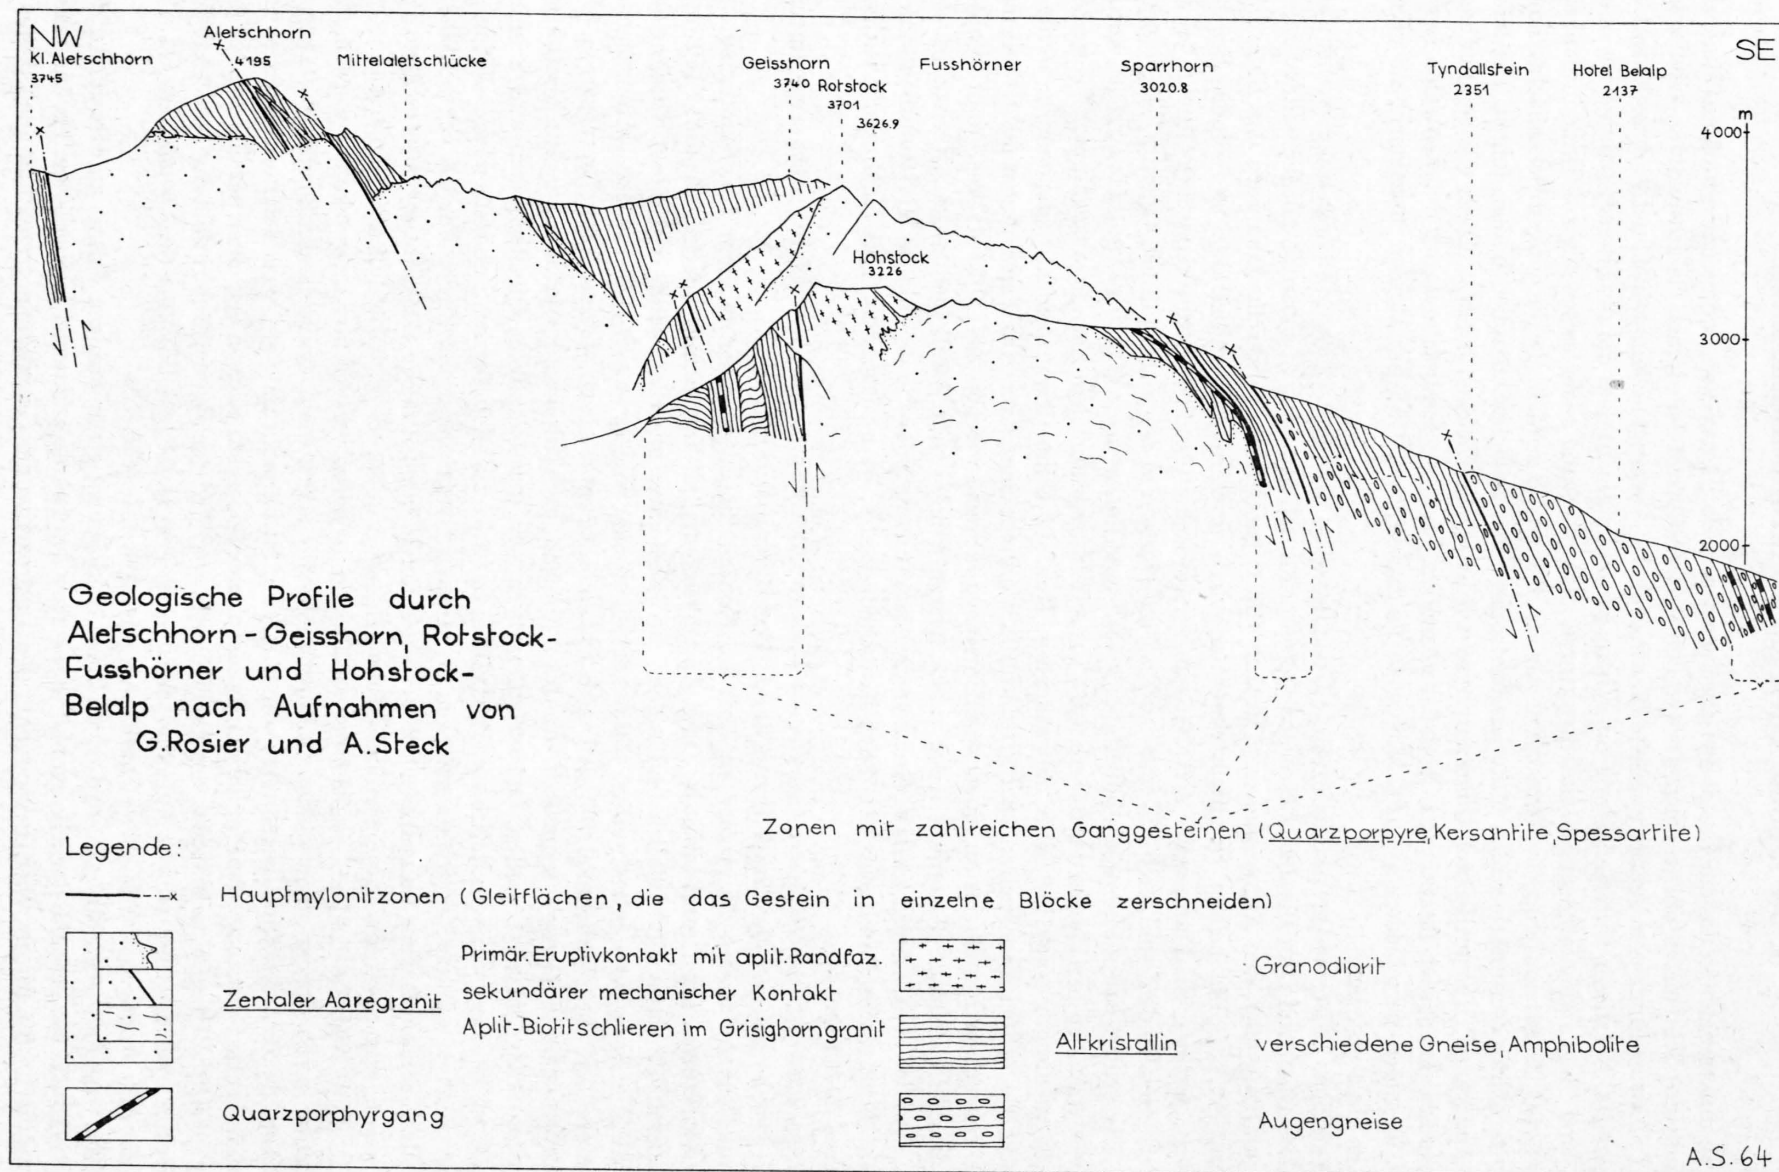 NW
SE
Kl. Aletschhorn
3745
Aletschhorn
4195
Mittelaletschlücke
Geisshorn
3740
Rotstock
3701
3626.9
Fusshörner
Sparrhorn
3020.8
Tyndallstein
2351
Hotel Belalp
2137
m
4000
3000
2000
Hohstock
3226
Geologische Profile durch
Aletschhorn - Geisshorn, Rotstock-
Fusshörner und Hohstock-
Belalp nach Aufnahmen von
G. Rosier und A. Steck
Zonen mit zahlreichen Ganggesteinen (Quarzporpyre, Kersantite, Spessartite)
Legende:
Hauptmylonitzonen (Gleitflächen, die das Gestein in einzelne Blöcke zerschneiden)
Zentaler Aaregranit
Primär. Eruptivkontakt mit aplit. Randfaz.
sekundärer mechanischer Kontakt
Aplit-Biotitschlieren im Grisighorngranit
Quarzporphyrgang
Granodiorit
Altkristallin
verschiedene Gneise, Amphibolite
Augengneise
A.S. 64